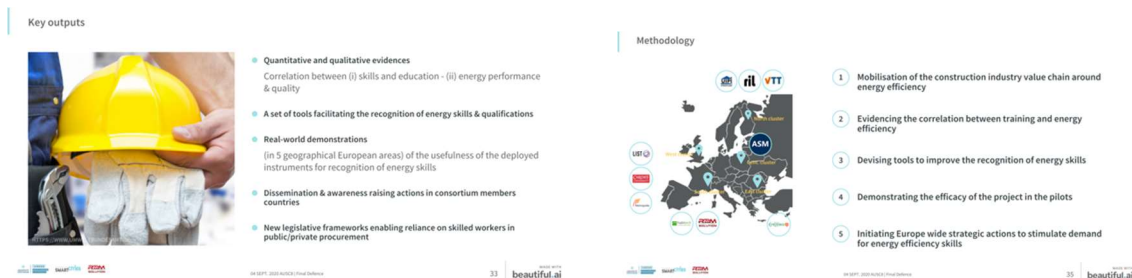 Key outputs
Quantitative and qualitative evidences
Correlation between (i) skills and education - (ii) energy performance
& quality
A set of tools facilitating the recognition of energy skills & qualifications
Real-world demonstrations
(in 5 geographical European areas) of the usefulness of the deployed
instruments for recognition of energy skills
Dissemination & awareness raising actions in consortium members
countries
New legislative frameworks enabling reliance on skilled workers in
public/private procurement
33
MADE WITH
beautiful.ai
Methodology
ril
VTT
ASM
LIST
1
Mobilisation of the construction industry value chain around
energy efficiency
2
Evidencing the correlation between training and energy
efficiency
3
Devising tools to improve the recognition of energy skills
4
Demonstrating the efficacy of the project in the pilots
5
Initiating Europe wide strategic actions to stimulate demand
for energy efficiency skills
35
MADE WITH
beautiful.ai